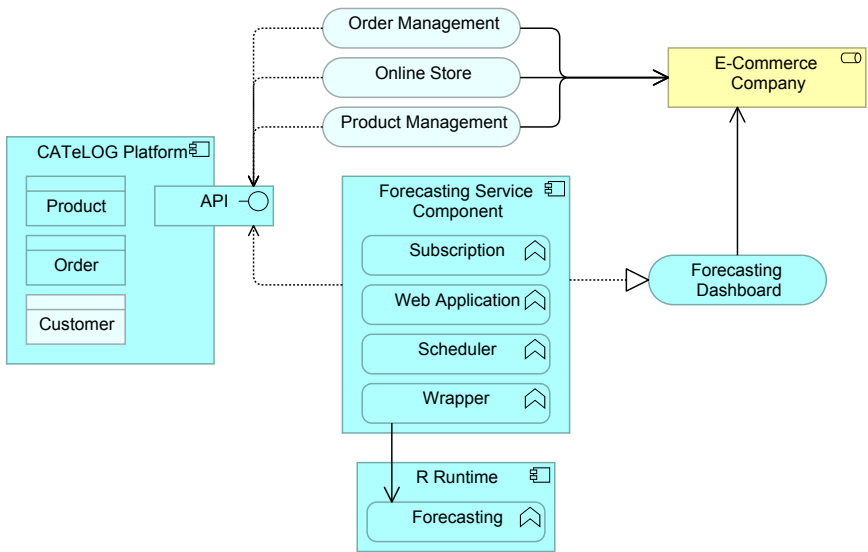 Order Management
Online Store
Product Management
E-Commerce
Company
CATeLOG Platform
Product
Order
Customer
API
Forecasting Service
Component
Subscription
Web Application
Scheduler
Wrapper
Forecasting
Dashboard
R Runtime
Forecasting